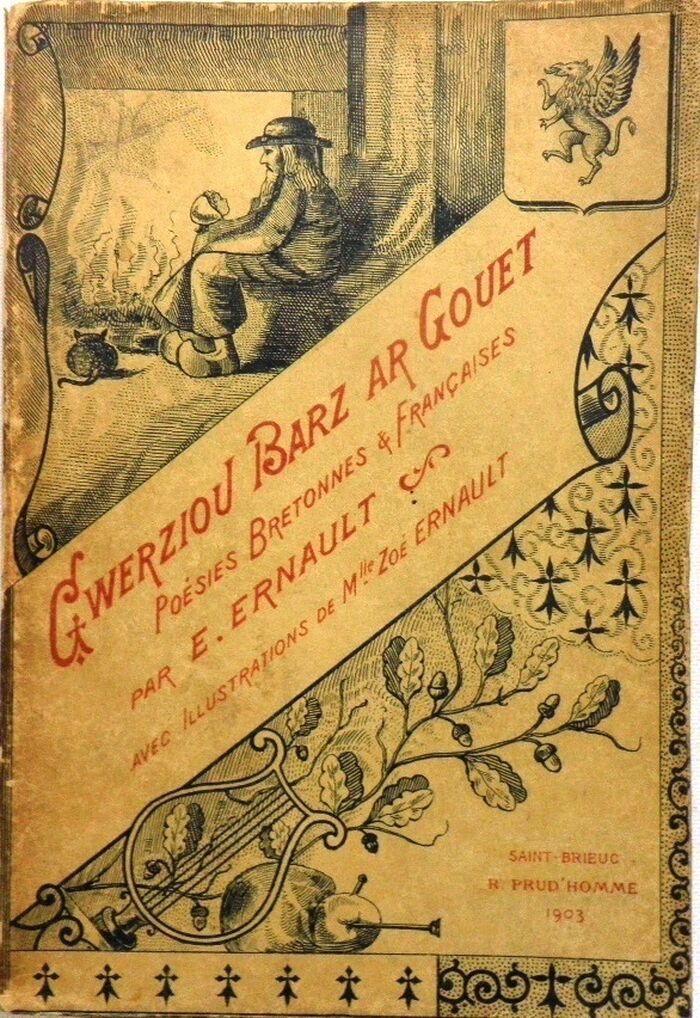 Gwerziou Barz ar Gouet
Poésies Bretonnes & Françaises
par E. ERNAULT
avec Illustrations de Mlle Zoé ERNAULT
SAINT-BRIEUC
R. PRUD'HOMME
1903